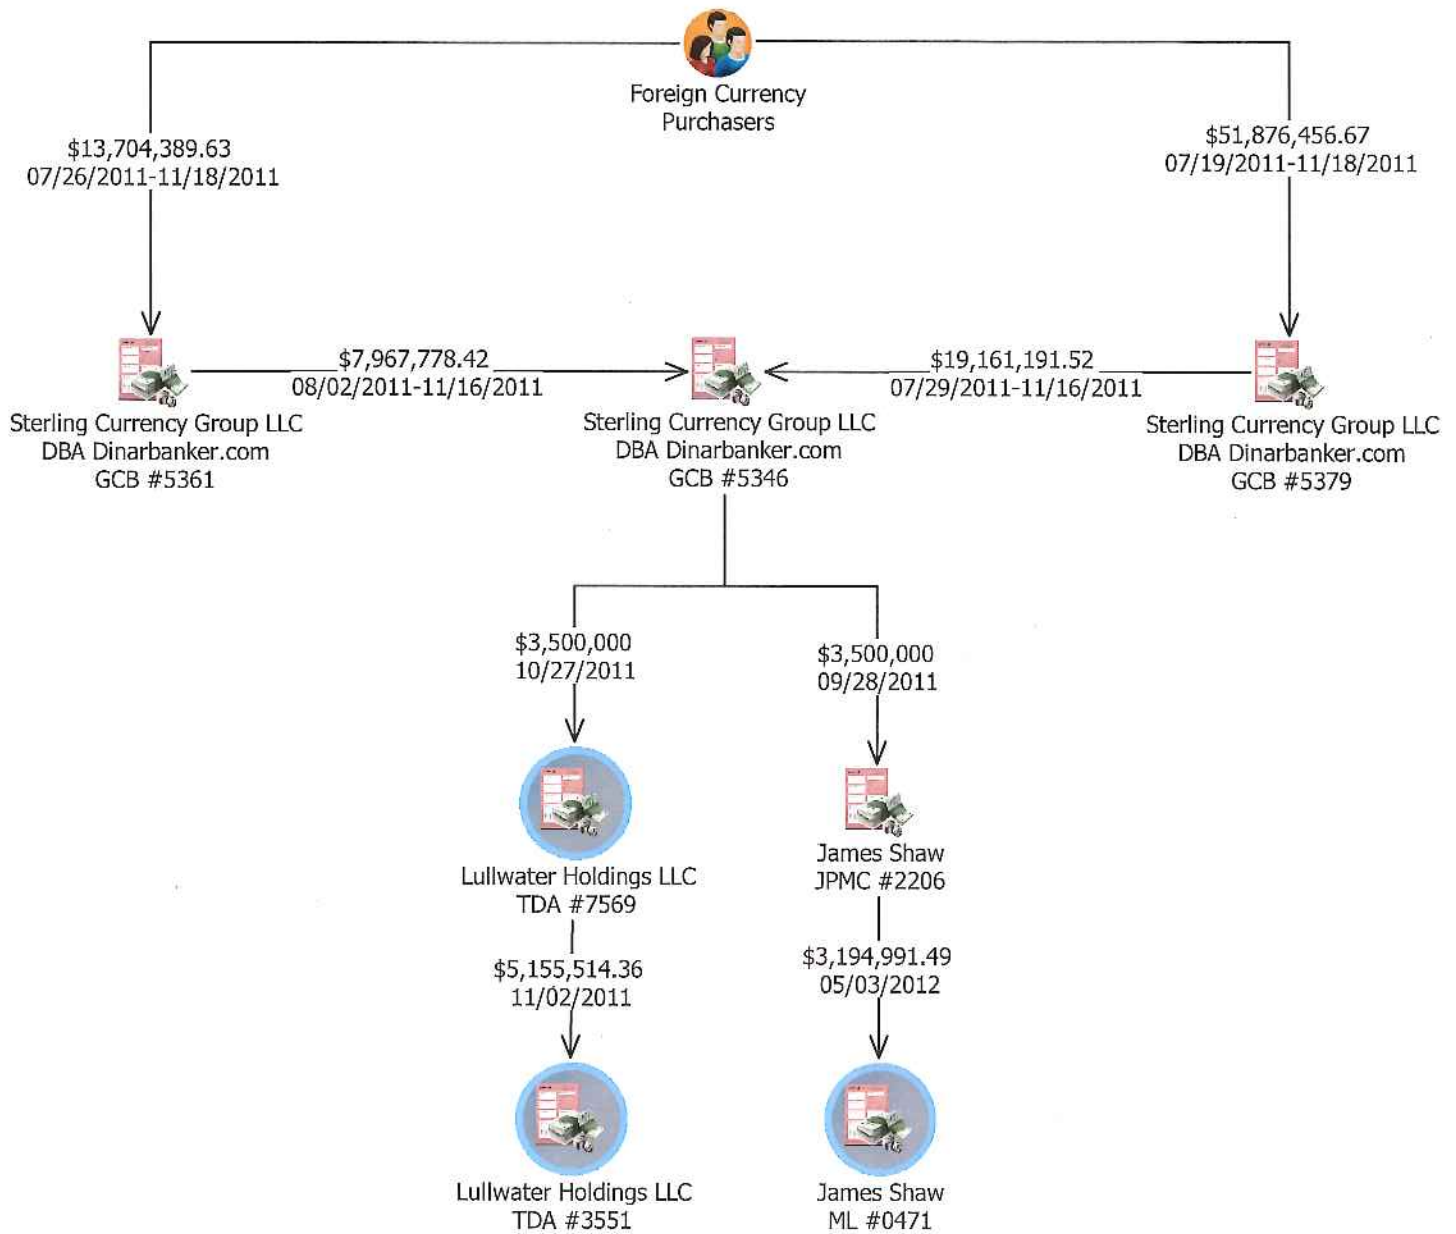 Foreign Currency
Purchasers
$13,704,389.63
07/26/2011-11/18/2011
$51,876,456.67
07/19/2011-11/18/2011
$7,967,778.42
08/02/2011-11/16/2011
$19,161,191.52
07/29/2011-11/16/2011
Sterling Currency Group LLC
DBA Dinarbanker.com
GCB #5361
Sterling Currency Group LLC
DBA Dinarbanker.com
GCB #5346
Sterling Currency Group LLC
DBA Dinarbanker.com
GCB #5379
$3,500,000
10/27/2011
$3,500,000
09/28/2011
Lullwater Holdings LLC
TDA #7569
James Shaw
JPMC #2206
$5,155,514.36
11/02/2011
$3,194,991.49
05/03/2012
Lullwater Holdings LLC
TDA #3551
James Shaw
ML #0471